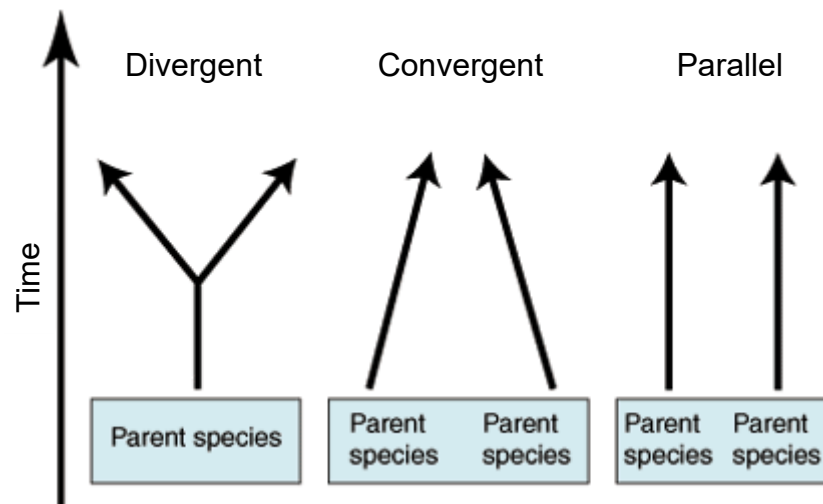 Divergent
Convergent
Parallel
Time
Parent species
Parent
species
Parent
species
Parent
species
Parent
species